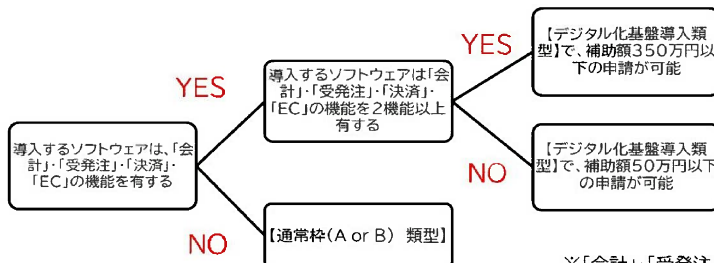 【デジタル化基盤導入類
型】で、補助額350万円以
下の申請が可能
YES
YES
導入するソフトウェアは「会
計」・「受発注」・「決済」・
「EC」の機能を2機能以上
有する
導入するソフトウェアは、「会
計」・「受発注」・「決済」・
「EC」の機能を有する
【デジタル化基盤導入類
型】で、補助額50万円以下
の申請が可能
NO
NO
【通常枠(A or B) 類型】
※「会計」・「受発注